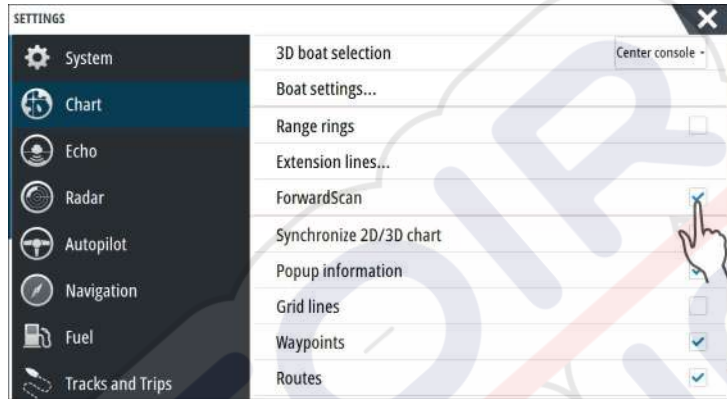 SETTINGS
System
Chart
Echo
Radar
Autopilot
Navigation
Fuel
Tracks and Trips
3D boat selection Center console
Boat settings...
Range rings
Extension lines...
ForwardScan
Synchronize 2D/3D chart
Popup information
Grid lines
Waypoints
Routes